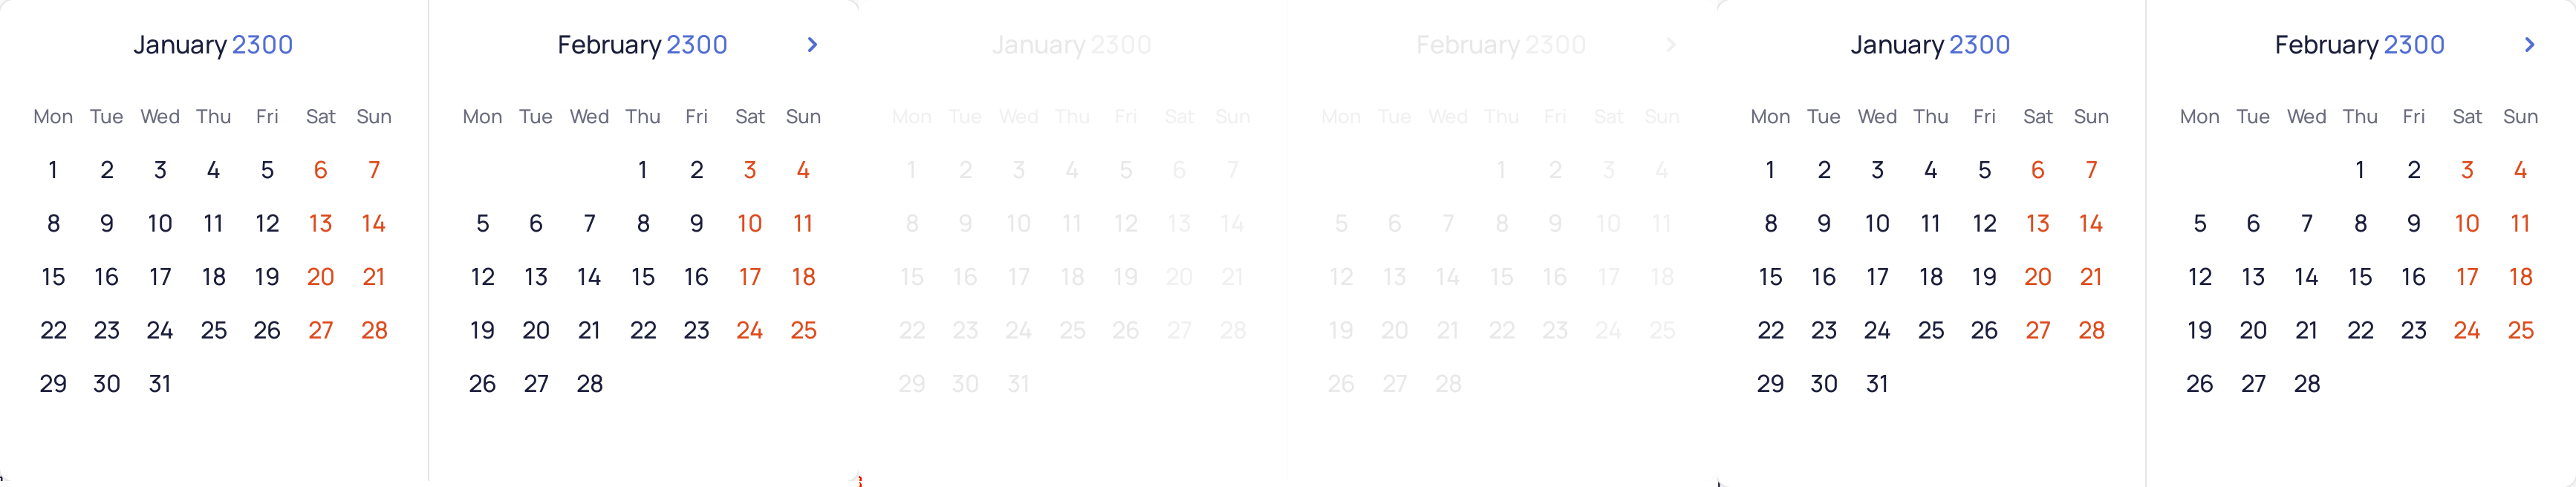 January 2300
Mon Tue Wed Thu Fri Sat Sun
1 2 3 4 5 6 7
8 9 10 11 12 13 14
15 16 17 18 19 20 21
22 23 24 25 26 27 28
29 30 31
February 2300
Mon Tue Wed Thu Fri Sat Sun
1 2 3 4
5 6 7 8 9 10 11
12 13 14 15 16 17 18
19 20 21 22 23 24 25
26 27 28
January 2300
Mon Tue Wed Thu Fri Sat Sun
1 2 3 4 5 6 7
8 9 10 11 12 13 14
15 16 17 18 19 20 21
22 23 24 25 26 27 28
29 30 31
February 2300
Mon Tue Wed Thu Fri Sat Sun
1 2 3 4
5 6 7 8 9 10 11
12 13 14 15 16 17 18
19 20 21 22 23 24 25
26 27 28
January 2300
Mon Tue Wed Thu Fri Sat Sun
1 2 3 4 5 6 7
8 9 10 11 12 13 14
15 16 17 18 19 20 21
22 23 24 25 26 27 28
29 30 31
February 2300
Mon Tue Wed Thu Fri Sat Sun
1 2 3 4
5 6 7 8 9 10 11
12 13 14 15 16 17 18
19 20 21 22 23 24 25
26 27 28